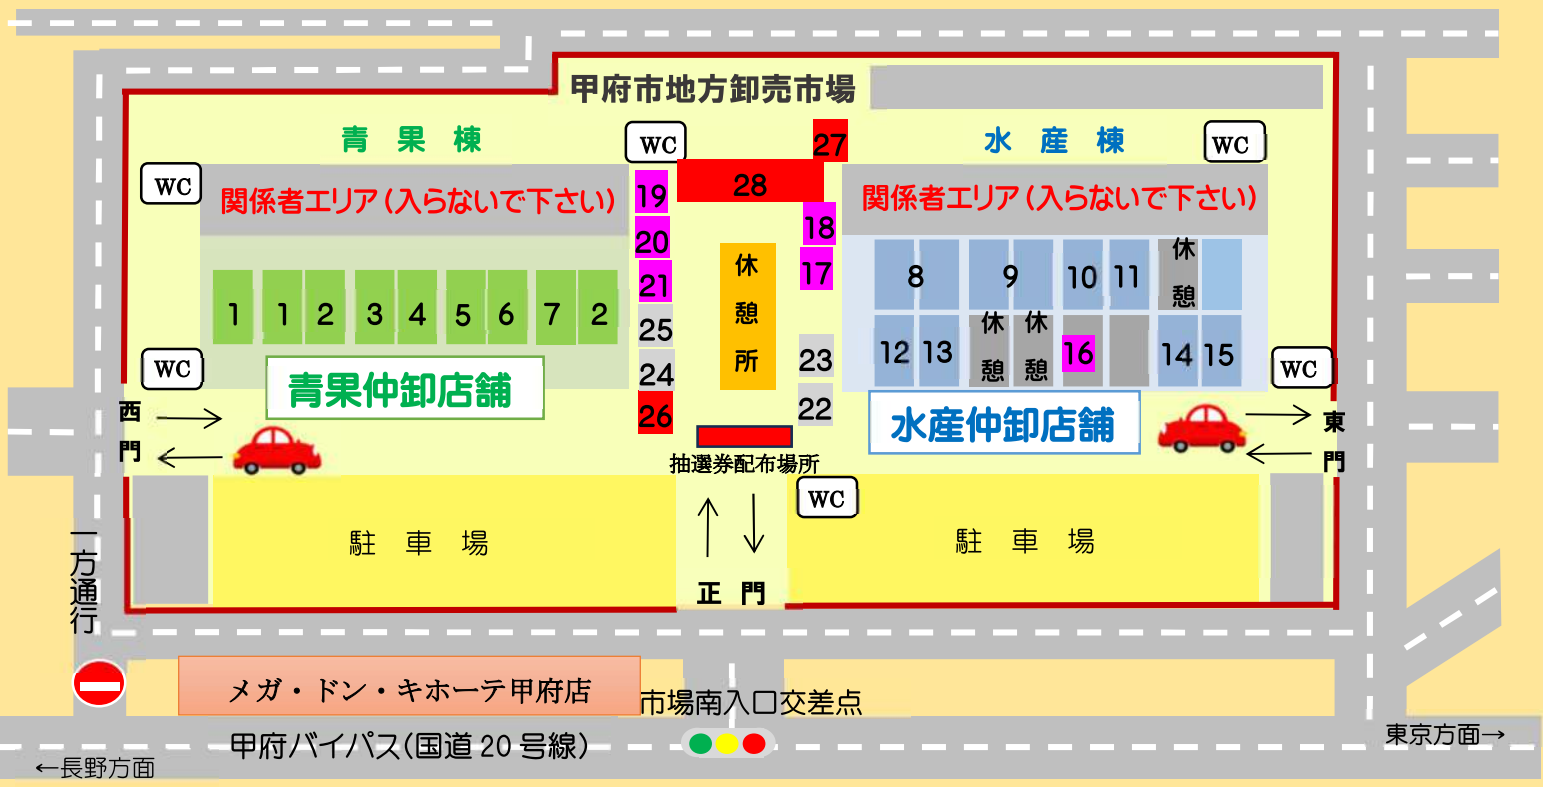 甲府市地方卸売市場
青果棟
WC
27
水産棟
WC
WC
関係者エリア(入らないで下さい)
28
関係者エリア(入らないで下さい)
19
20
21
25
24
26
18
17
23
22
休憩所
1 1 2 3 4 5 6 7 2
8 9 10 11 休憩
12 13 休憩 休憩 16 14 15
WC
青果仲卸店舗
水産仲卸店舗
WC
西門
東門
抽選券配布場所
WC
駐車場
駐車場
正門
一方通行
メガ・ドン・キホーテ甲府店
市場南入口交差点
甲府バイパス(国道20号線)
東京方面→
←長野方面